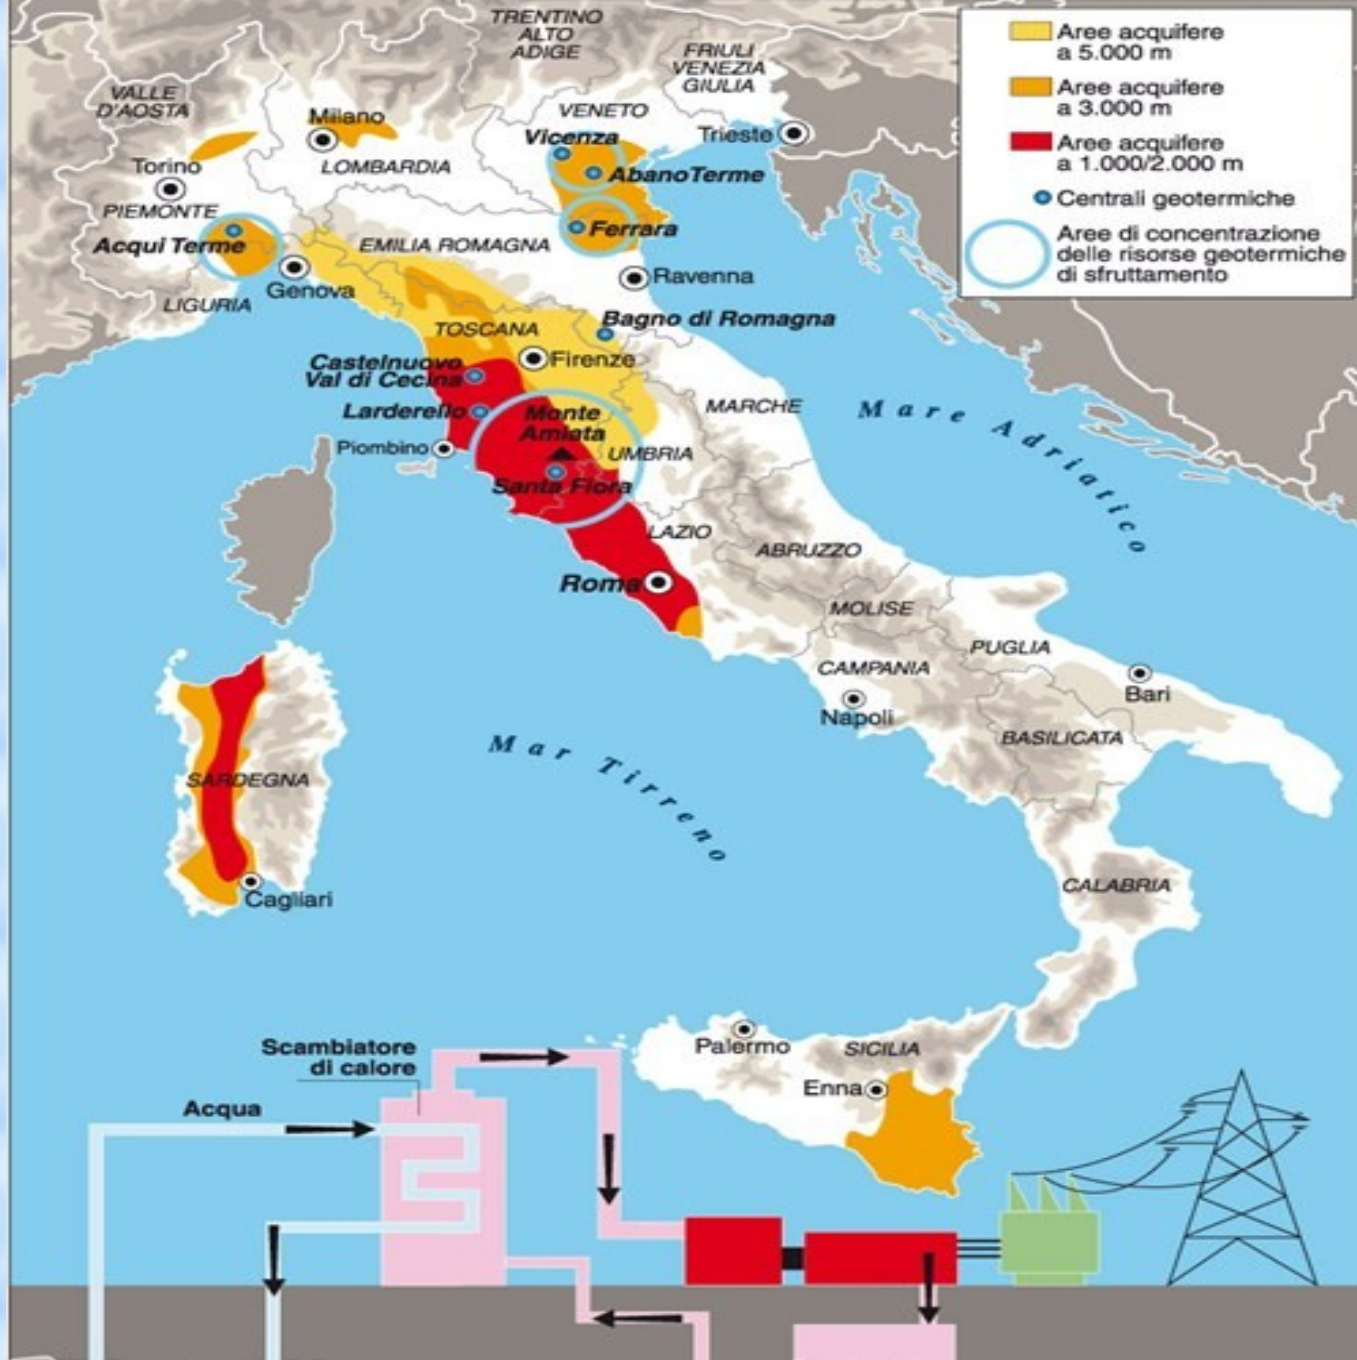 TRENTINO
ALTO
ADIGE
FRIULI
VENEZIA
GIULIA
VALLE
D'AOSTA
VENETO
Milano
Vicenza
Trieste
Torino
LOMBARDIA
Abano Terme
PIEMONTE
Ferrara
Acqui Terme
EMILIA ROMAGNA
Ravenna
Genova
LIGURIA
Bagno di Romagna
TOSCANA
Firenze
Castelnuovo
Val di Cecina
Larderello
Monte
Amiata
MARCHE
Mare Adriatico
Piombino
UMBRIA
Santa Fiora
LAZIO
ABRUZZO
Roma
MOLISE
PUGLIA
CAMPANIA
Bari
Napoli
BASILICATA
Mar Tirreno
SARDEGNA
Cagliari
CALABRIA
Palermo
SICILIA
Enna
Aree acquifere
a 5.000 m
Aree acquifere
a 3.000 m
Aree acquifere
a 1.000/2.000 m
Centrali geotermiche
Aree di concentrazione
delle risorse geotermiche
di sfruttamento
Scambiatore
di calore
Acqua